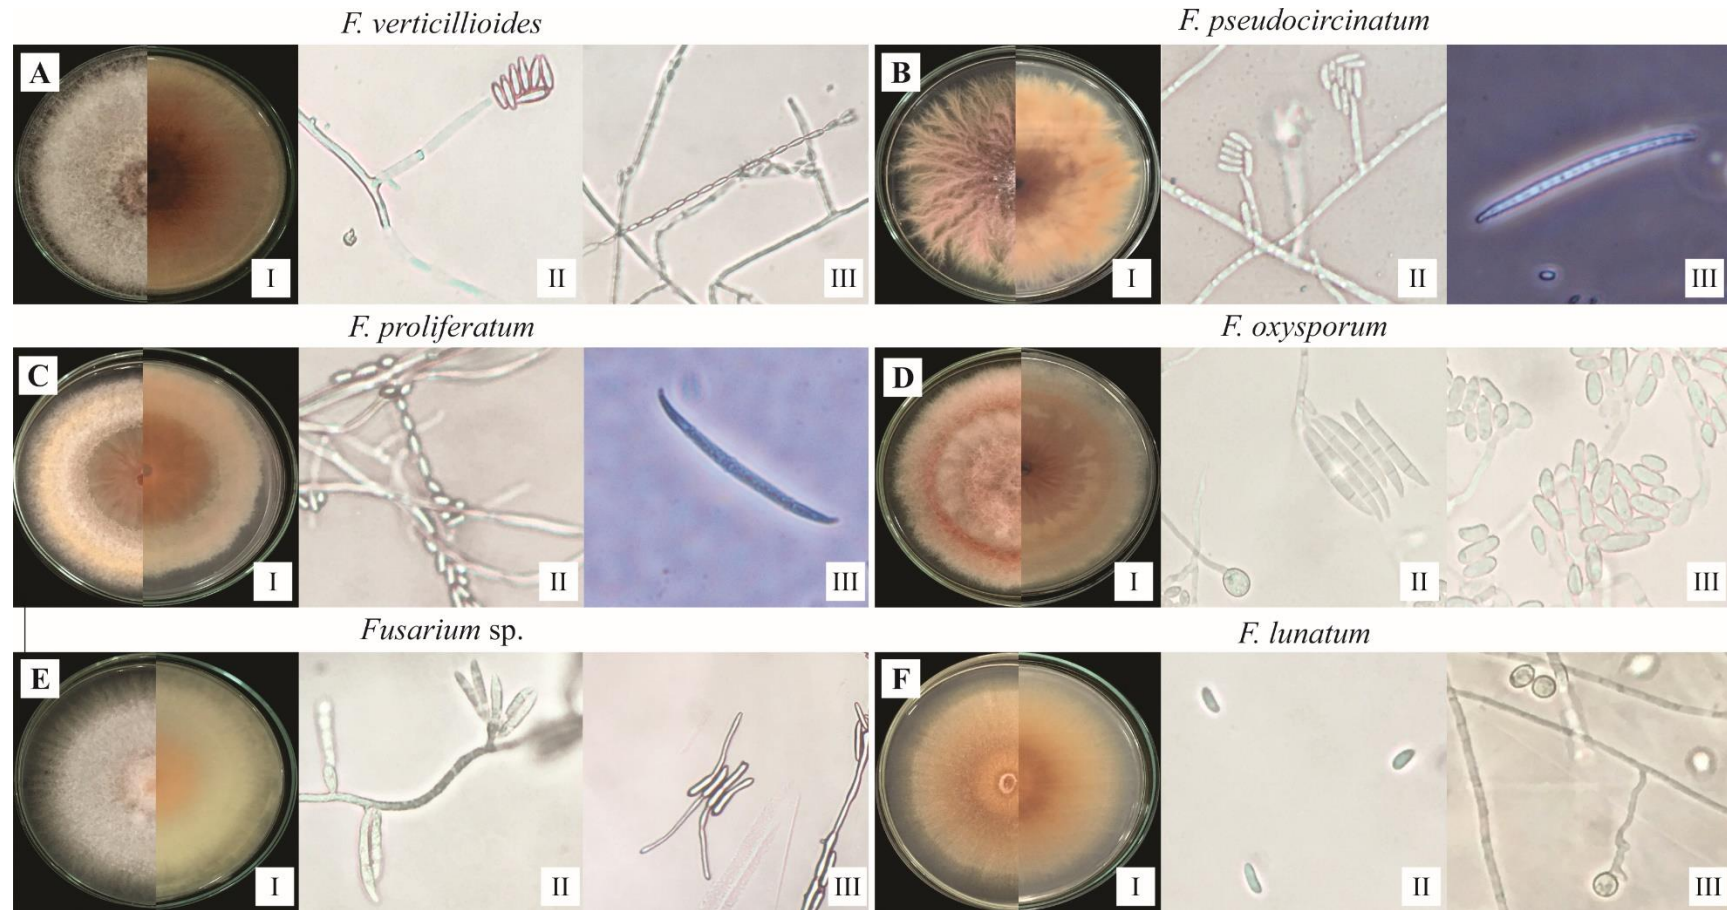 F. verticillioides
F. pseudocircinatum
A
I
II
III
B
I
II
III
F. proliferatum
F. oxysporum
C
I
II
III
D
I
II
III
Fusarium sp.
F. lunatum
E
I
II
III
F
I
II
III